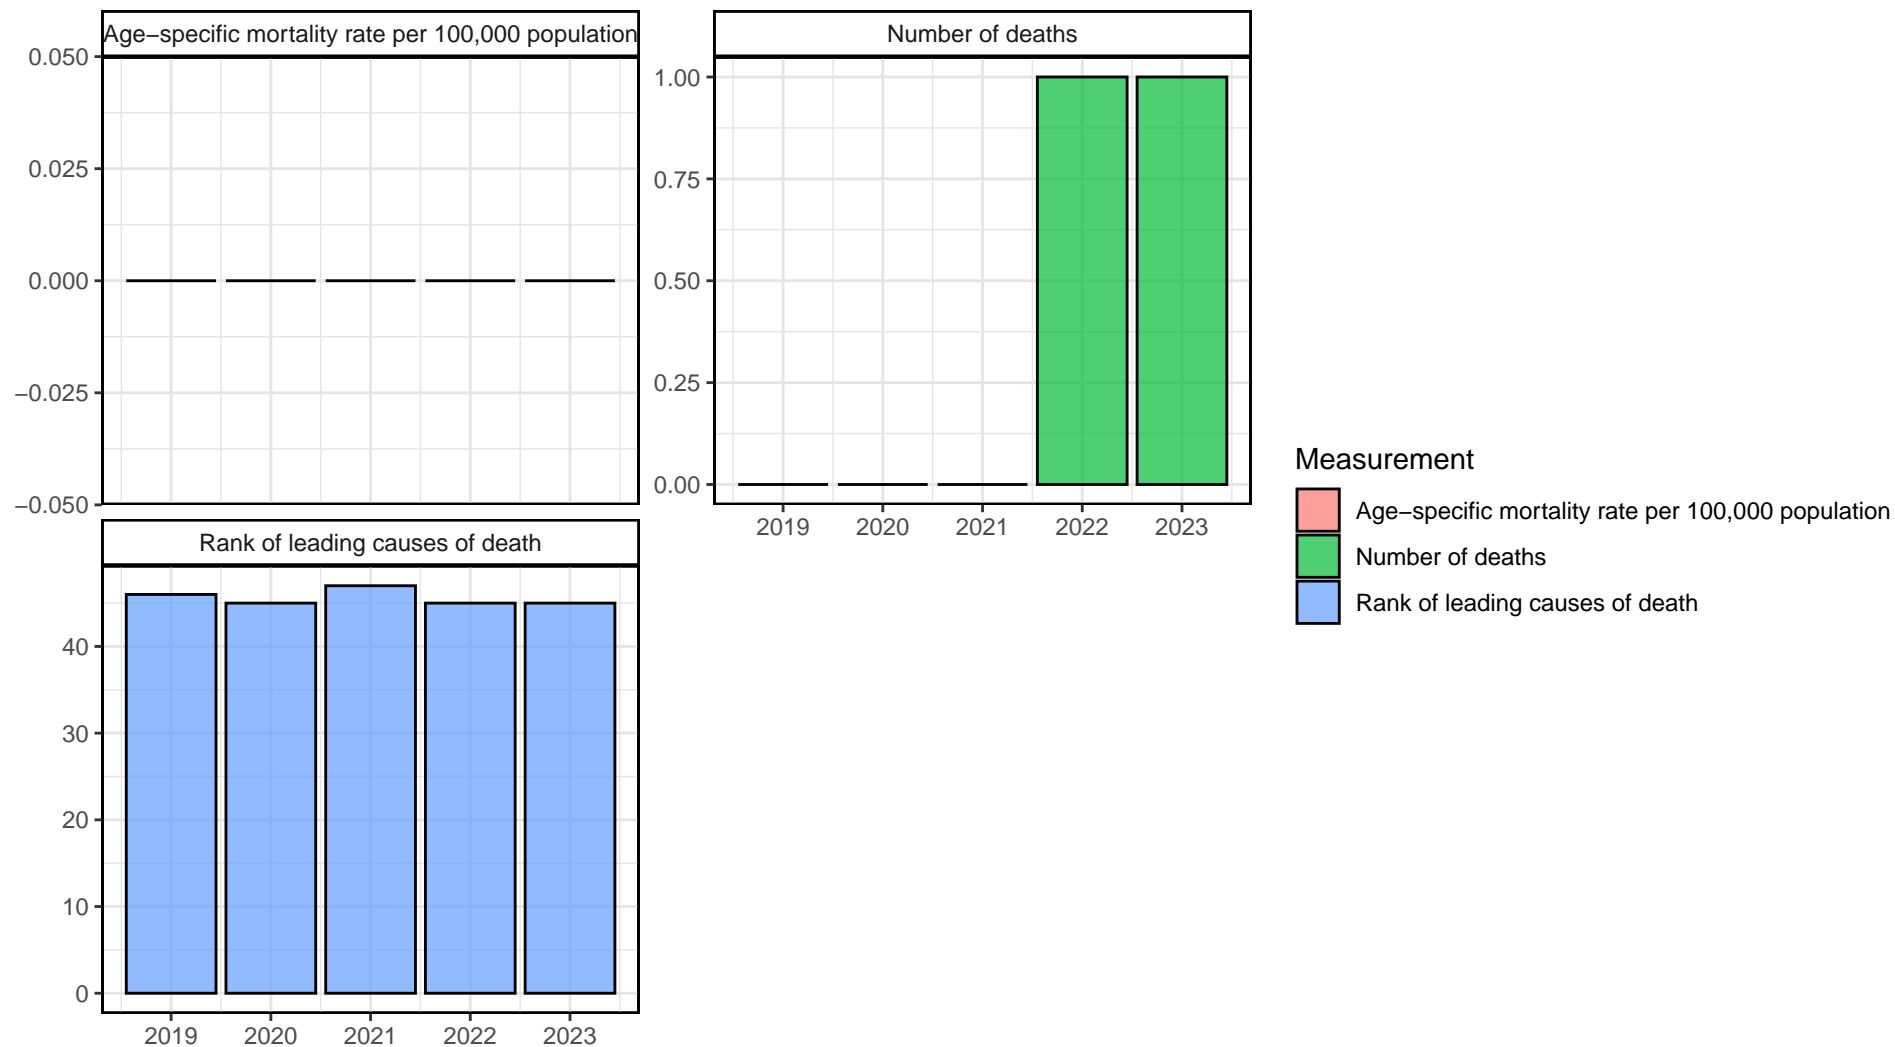 Age−specific mortality rate per 100,000 population
0.050
0.025
0.000
−0.025
−0.050
Number of deaths
1.00
0.75
0.50
0.25
0.00
2019 2020 2021 2022 2023
Rank of leading causes of death
40
30
20
10
0
2019 2020 2021 2022 2023
Measurement
Age−specific mortality rate per 100,000 population
Number of deaths
Rank of leading causes of death